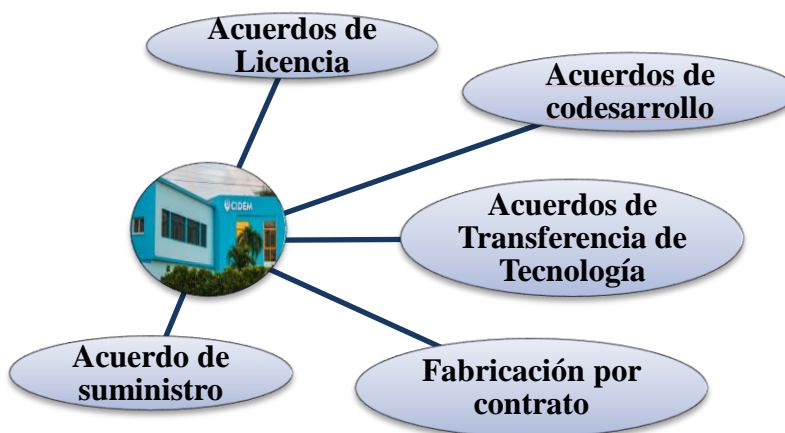 Acuerdos de
Licencia
Acuerdos de
codesarrollo
CIDEM
Acuerdos de
Transferencia de
Tecnología
Acuerdo de
suministro
Fabricación por
contrato